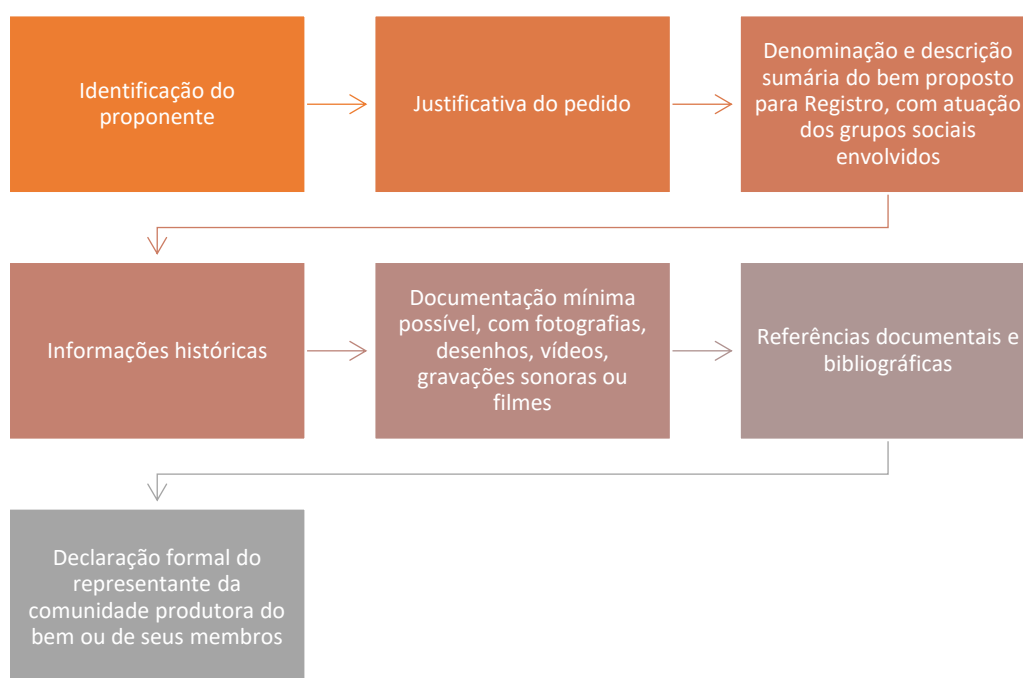 Identificação do
proponente
Justificativa do pedido
Denominação e descrição
sumária do bem proposto
para Registro, com atuação
dos grupos sociais
envolvidos
Informações históricas
Documentação mínima
possível, com fotografias,
desenhos, vídeos,
gravações sonoras ou
filmes
Referências documentais e
bibliográficas
Declaração formal do
representante da
comunidade produtora do
bem ou de seus membros